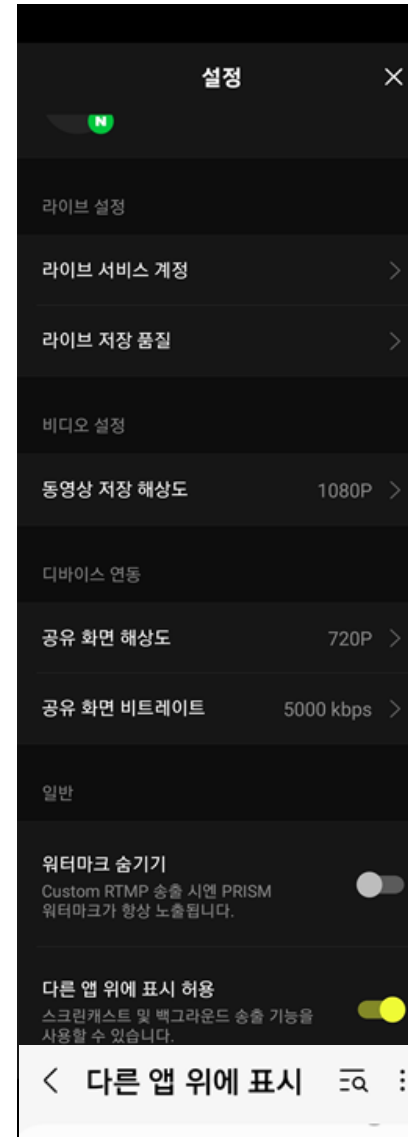 설정
N
라이브 설정
라이브 서비스 계정
라이브 저장 품질
비디오 설정
동영상 저장 해상도 1080P
디바이스 연동
공유 화면 해상도 720P
공유 화면 비트레이트 5000 kbps
일반
워터마크 숨기기
Custom RTMP 송출 시엔 PRISM
워터마크가 항상 노출됩니다.
다른 앱 위에 표시 허용
스크린캐스트 및 백그라운드 송출 기능을
사용할 수 있습니다.
다른 앱 위에 표시